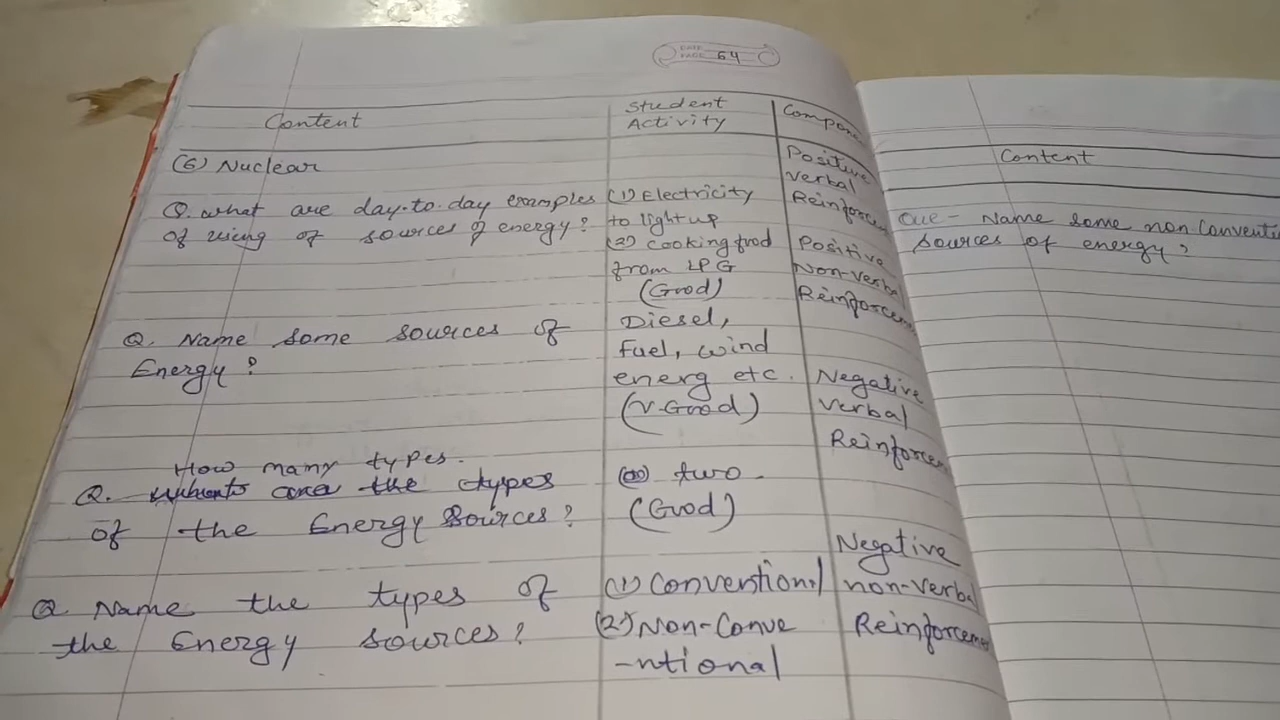 DATE
PAGE 64
Content
Student
Activity
(6) Nuclear
Positive
verbal
Q. what are day-to-day examples
of using of sources of energy?
(1) Electricity
to light up
(2) cooking food
from LPG
(Good)
Positive
Non-verbal
Q. Name some sources of
Energy?
Diesel,
Fuel, wind
energ etc.
(V.Good)
Negative
verbal
How many types.
Q. the types
of the Energy sources?
two
(Good)
Q. Name the types of
the Energy sources?
(1) Conventional
(2) Non-Conve
-ntional
Negative
non-verbal
Content
Que - Name some non
sources of energy?